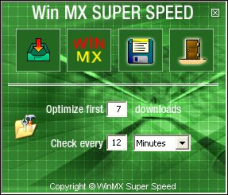 Win MX SUPER SPEED
WIN
MX
Optimize first 7 downloads
Check every 12 Minutes
Copyright © WinMX Super Speed